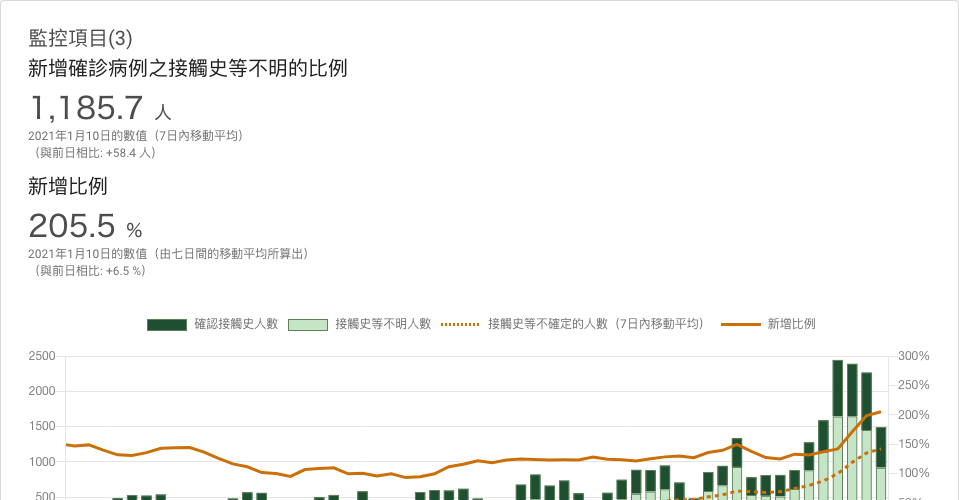 監控項目(3)
新增確診病例之接觸史等不明的比例
1,185.7 人
2021年1月10日的數值（7日內移動平均）
（與前日相比: +58.4 人）
新增比例
205.5 %
2021年1月10日的數值（由七日間的移動平均所算出）
（與前日相比: +6.5 %）
確認接觸史人數 接觸史等不明人數 接觸史等不確定的人數（7日內移動平均） 新增比例
2500 300%
250%
2000
200%
1500
150%
1000
100%
500